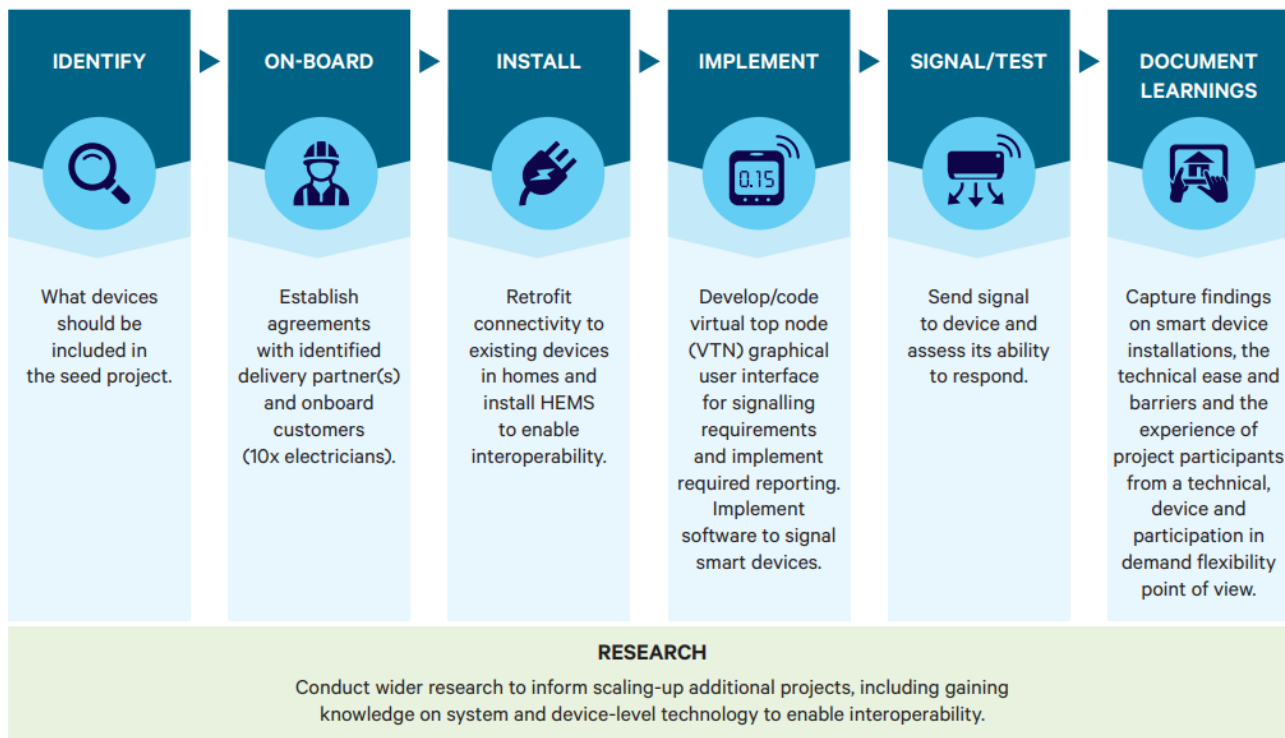 IDENTIFY
What devices
should be
included in
the seed project.
ON-BOARD
Establish
agreements
with identified
delivery partner(s)
and onboard
customers
(10x electricians).
INSTALL
Retrofit
connectivity to
existing devices
in homes and
install HEMS
to enable
interoperability.
IMPLEMENT
0.15
Develop/code
virtual top node
(VTN) graphical
user interface
for signalling
requirements
and implement
required reporting.
Implement
software to signal
smart devices.
SIGNAL/TEST
Send signal
to device and
assess its ability
to respond.
DOCUMENT
LEARNINGS
Capture findings
on smart device
installations, the
technical ease and
barriers and the
experience of
project participants
from a technical,
device and
participation in
demand flexibility
point of view.
RESEARCH
Conduct wider research to inform scaling-up additional projects, including gaining
knowledge on system and device-level technology to enable interoperability.